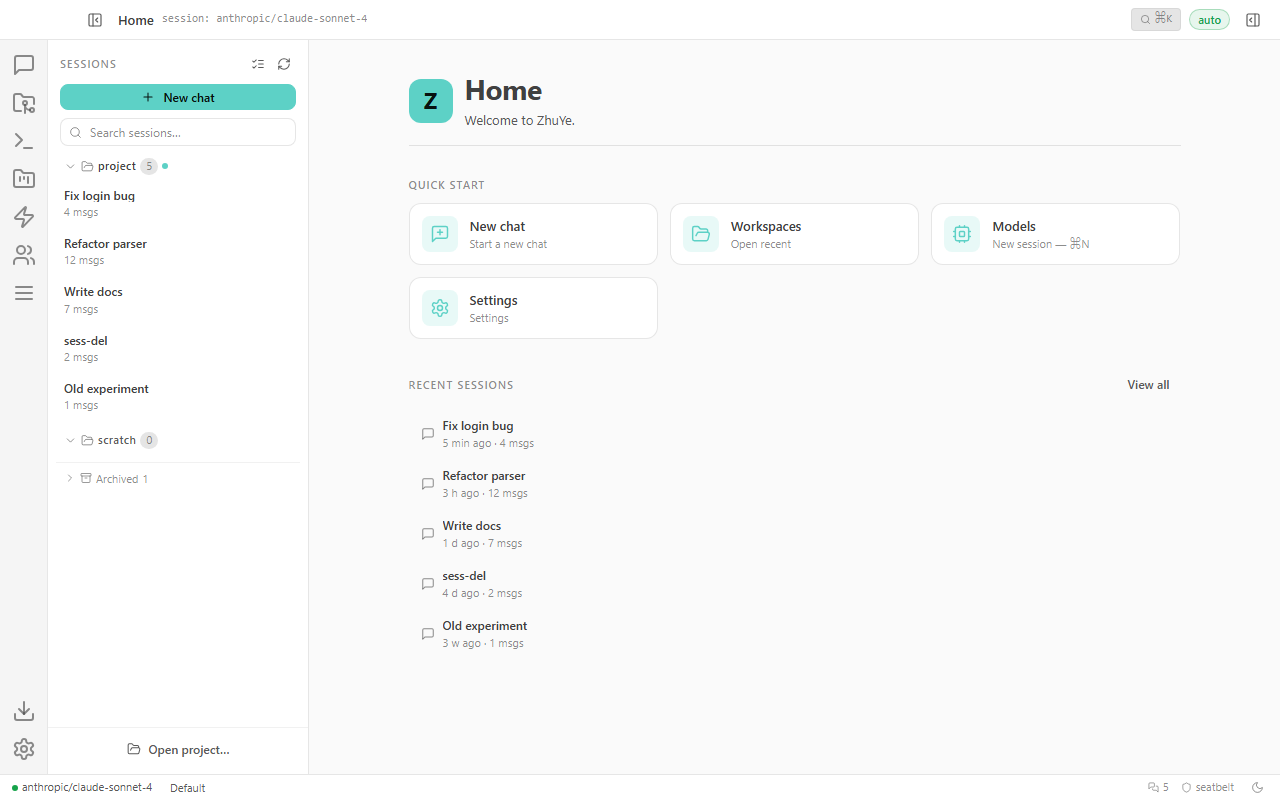 Home session: anthropic/claude-sonnet-4
⌘K
auto
SESSIONS
New chat
Search sessions...
project 5
Fix login bug
4 msgs
Refactor parser
12 msgs
Write docs
7 msgs
sess-del
2 msgs
Old experiment
1 msgs
scratch 0
Archived 1
Open project...
Z
Home
Welcome to ZhuYe.
QUICK START
New chat
Start a new chat
Workspaces
Open recent
Models
New session — ⌘N
Settings
Settings
RECENT SESSIONS
View all
Fix login bug
5 min ago · 4 msgs
Refactor parser
3 h ago · 12 msgs
Write docs
1 d ago · 7 msgs
sess-del
4 d ago · 2 msgs
Old experiment
3 w ago · 1 msgs
anthropic/claude-sonnet-4 Default
5 seatbelt